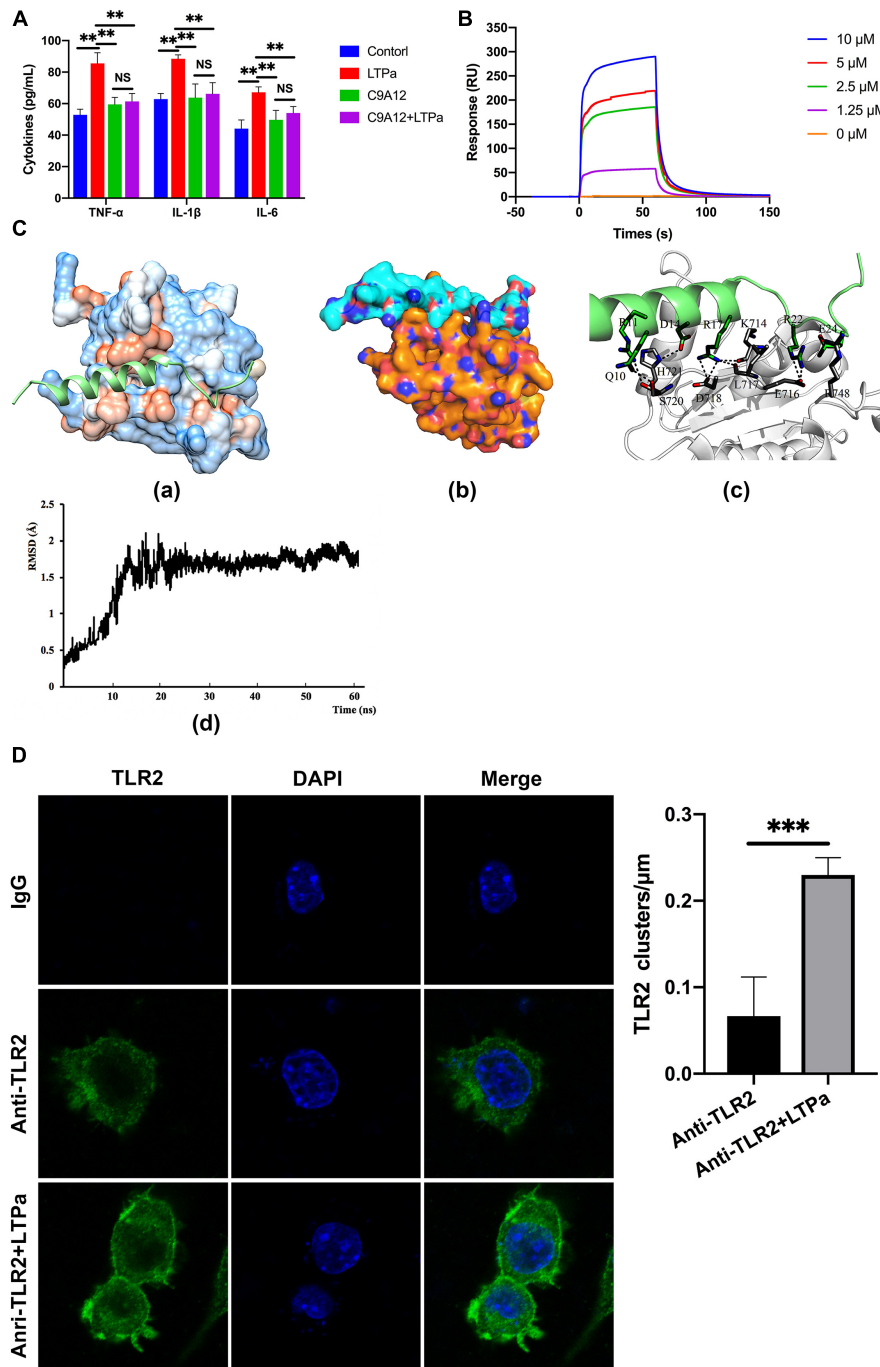 A
Cytokines (pg/mL)
100
80
60
40
20
0
** ** **
NS
** ** **
NS
** ** **
NS
TNF-α
IL-1β
IL-6
Contorl
LTPa
C9A12
C9A12+LTPa
B
Response (RU)
350
300
250
200
150
100
50
0
-50
0
50
100
150
Times (s)
10 μM
5 μM
2.5 μM
1.25 μM
0 μM
C
(a)
(b)
R11
D14
R17
K714
R22
E24
Q10
H721
L717
S720
D718
E716
R748
(c)
RMSD (Å)
2.5
2
1.5
1
0.5
0
10
20
30
40
50
60
Time (ns)
(d)
D
TLR2
DAPI
Merge
IgG
Anti-TLR2
Anri-TLR2+LTPa
TLR2 clusters/μm
0.3
0.2
0.1
0.0
***
Anti-TLR2
Anti-TLR2+LTPa